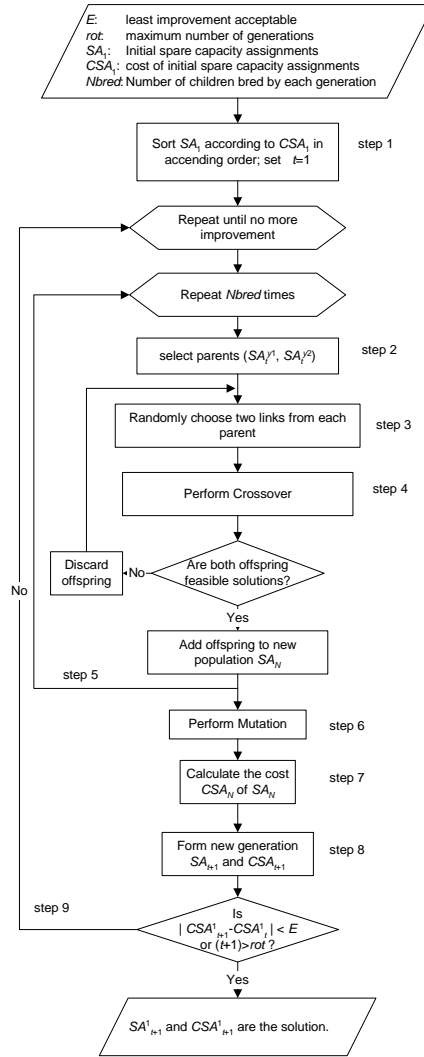 E: least improvement acceptable
rot: maximum number of generations
SA₁: Initial spare capacity assignments
CSA₁: cost of initial spare capacity assignments
Nbred: Number of children bred by each generation
Sort SA₁ according to CSA₁ in
accending order; set t=1
step 1
Repeat until no more
improvement
Repeat Nbred times
select parents (SAₜʸ¹, SAₜʸ²)
step 2
Randomly choose two links from each
parent
step 3
Perform Crossover
step 4
Are both offspring
feasible solutions?
No
Discard
offspring
No
Yes
Add offspring to new
population SA_N
step 5
Perform Mutation
step 6
Calculate the cost
CSA_N of SA_N
step 7
Form new generation
SAₜ₊₁ and CSAₜ₊₁
step 8
step 9
Is
| CSA¹ₜ₊₁-CSA¹ₜ | < E
or (t+1)>rot ?
Yes
SA¹ₜ₊₁ and CSA¹ₜ₊₁ are the solution.